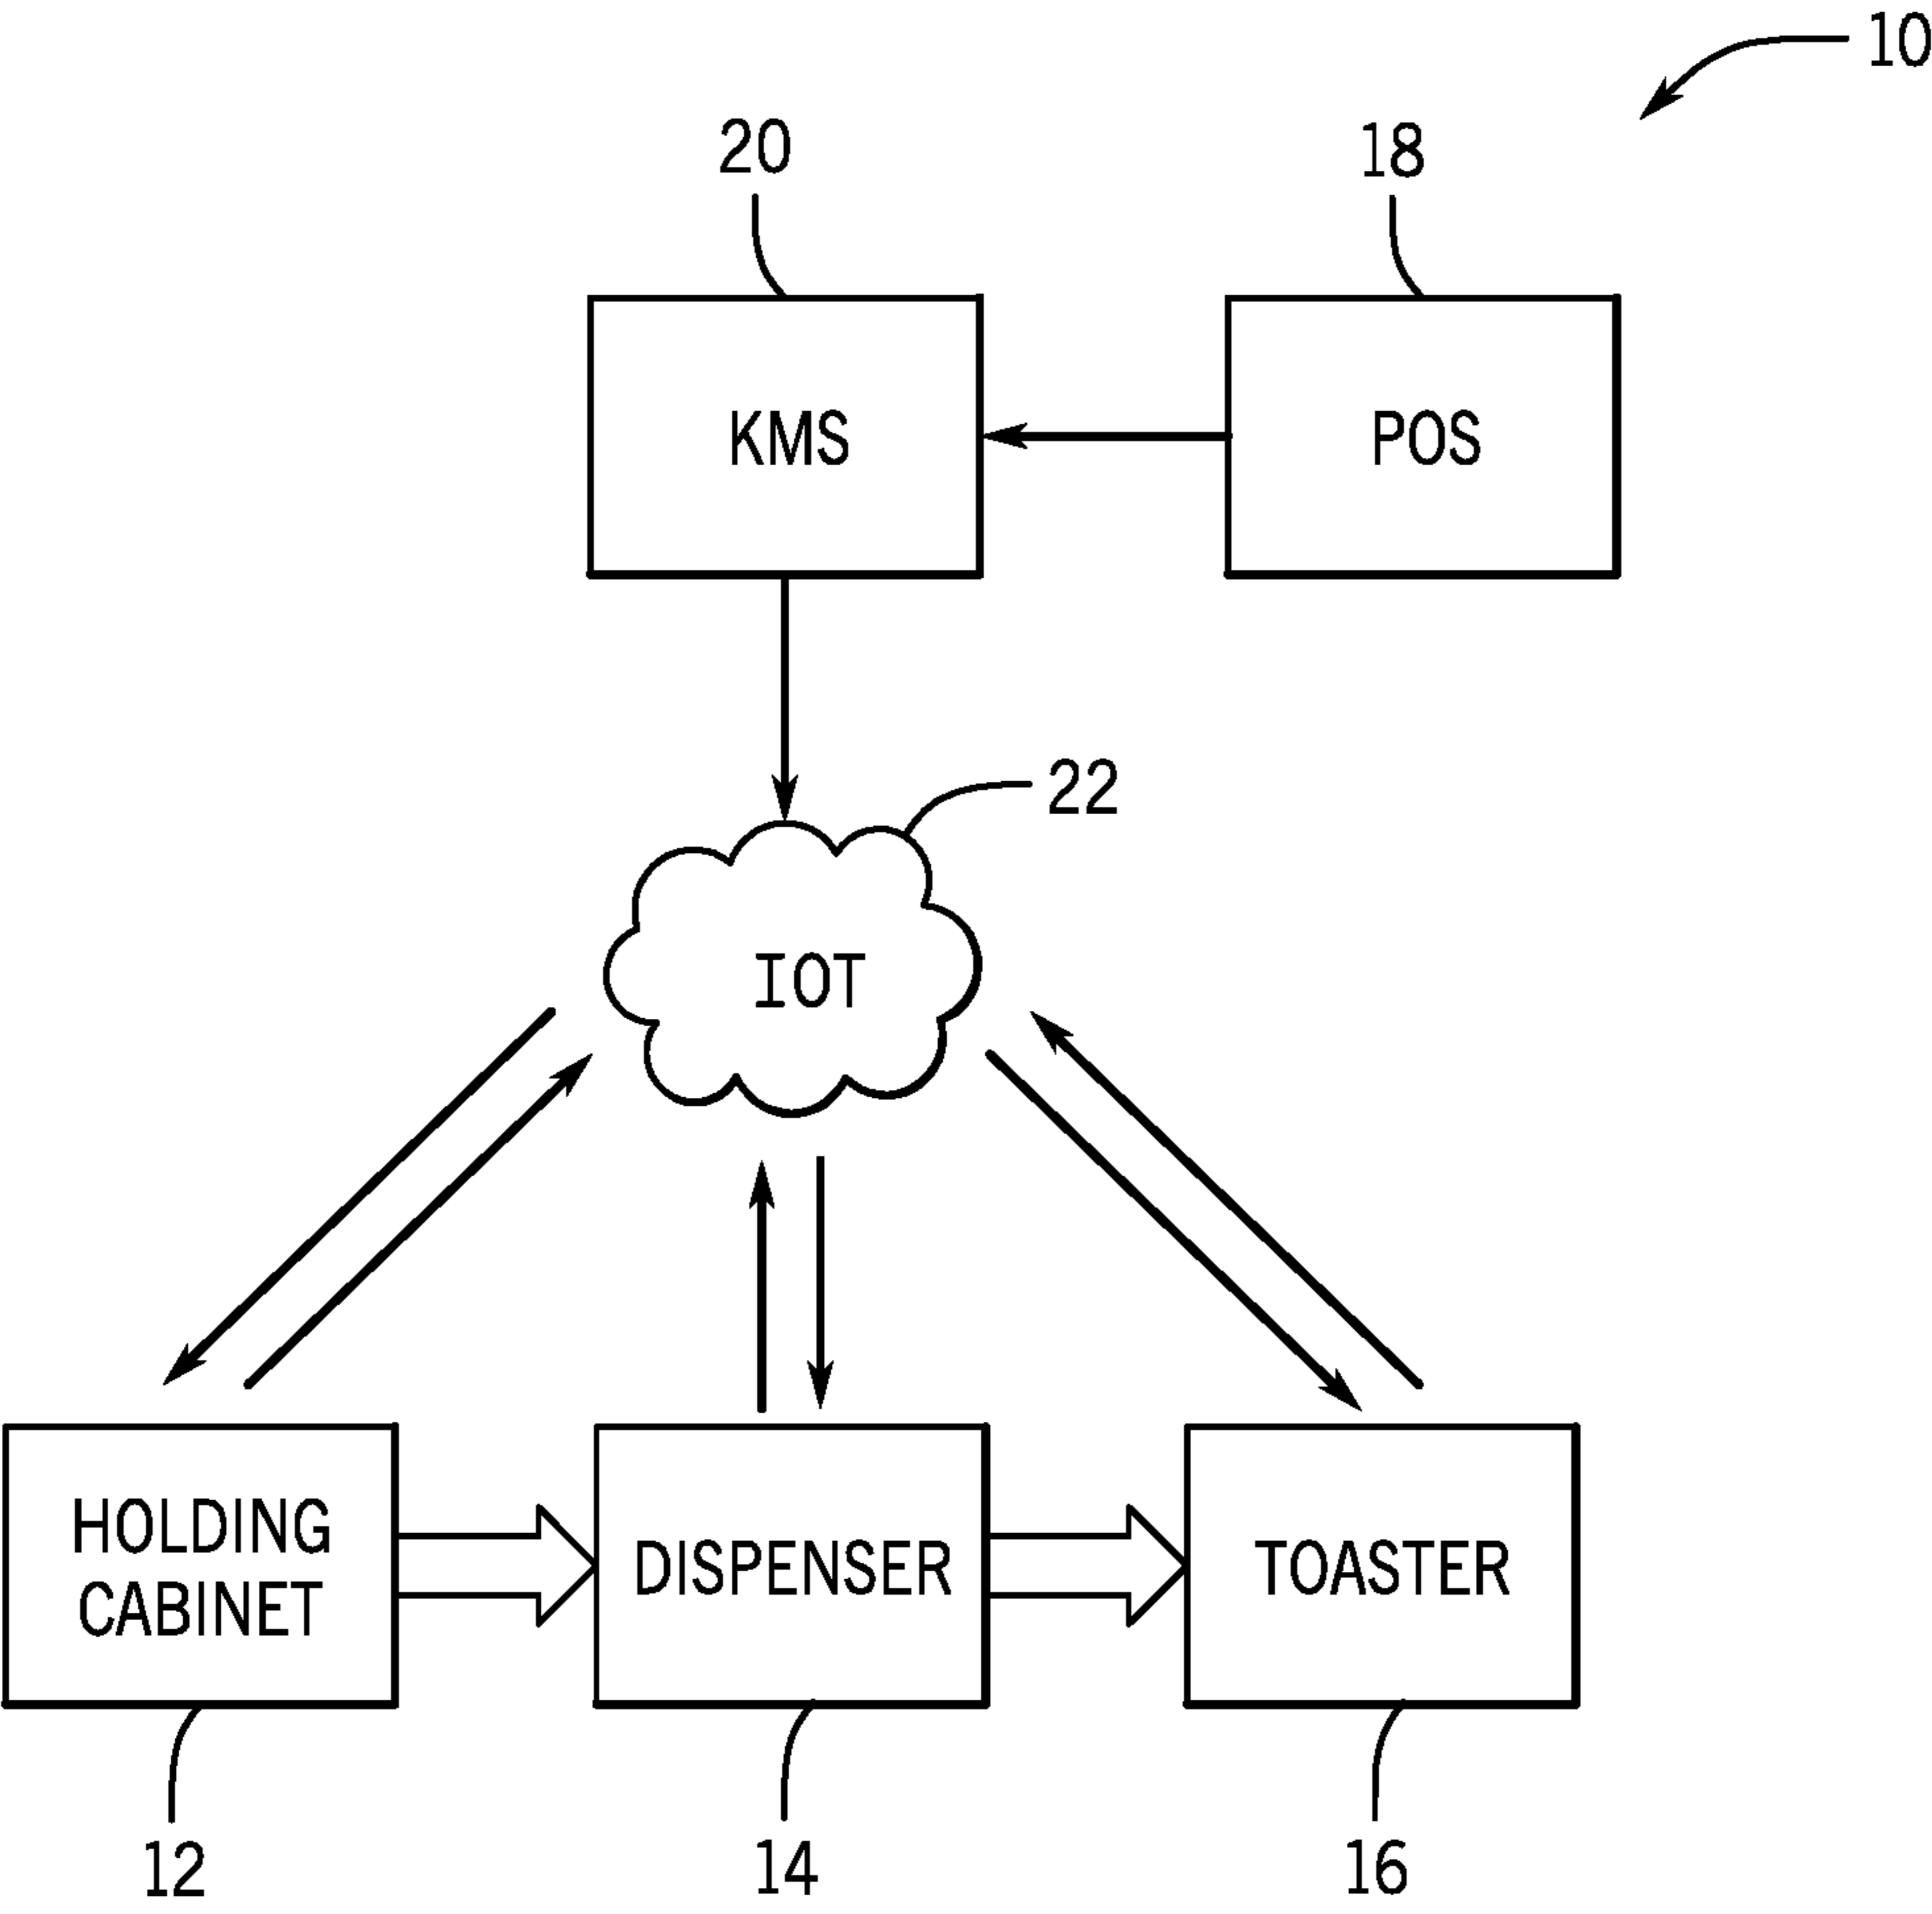 10
20
18
KMS
POS
22
IOT
HOLDING
CABINET
DISPENSER
TOASTER
12
14
16